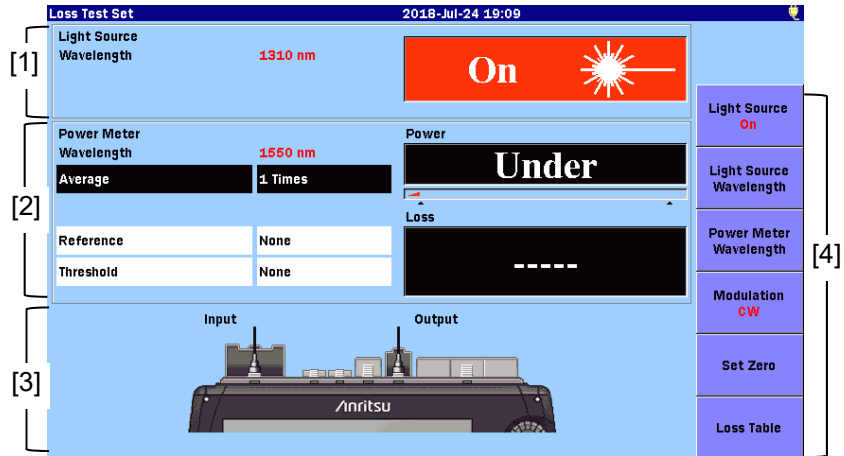 Loss Test Set 2018-Jul-24 19:09
[1]
Light Source
Wavelength 1310 nm
On
[2]
Power Meter
Wavelength 1550 nm
Average 1 Times
Reference None
Threshold None
Power
Under
Loss
-----
[3]
Input Output
Anritsu
[4]
Light Source
On
Light Source
Wavelength
Power Meter
Wavelength
Modulation
CW
Set Zero
Loss Table